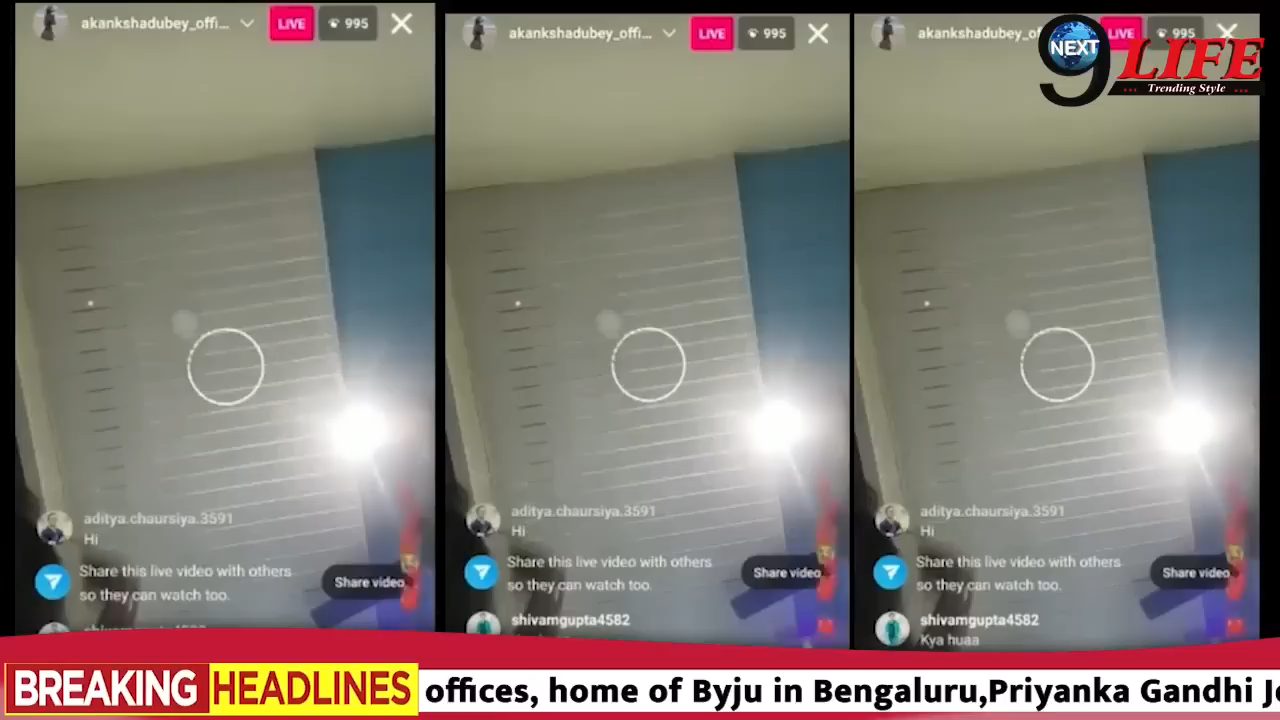 akankshadubey_offi...
LIVE
995
akankshadubey_offi...
LIVE
995
akankshadubey_of
LIVE
995
9
NEXT
LIFE
... Trending Style ...
aditya.chaursiya.3591
Hi
Share this live video with others
so they can watch too.
Share video
aditya.chaursiya.3591
Hi
Share this live video with others
so they can watch too.
Share video
shivamgupta4582
aditya.chaursiya.3591
Hi
Share this live video with others
so they can watch too.
Share video
shivamgupta4582
Kya huaa
BREAKING HEADLINES
offices, home of Byju in Bengaluru,Priyanka Gandhi